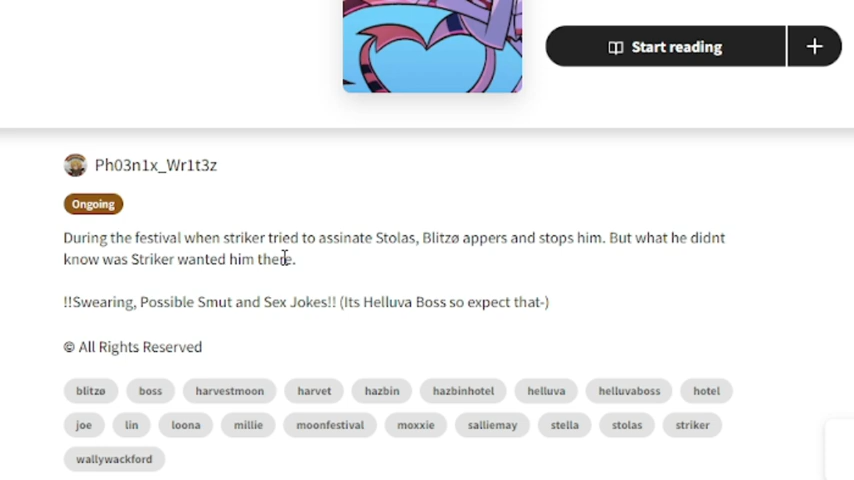 Start reading
Ph03n1x_Wr1t3z
Ongoing
During the festival when striker tried to assinate Stolas, Blitzø appers and stops him. But what he didnt
know was Striker wanted him there.
!!Swearing, Possible Smut and Sex Jokes!! (Its Helluva Boss so expect that-)
© All Rights Reserved
blitzø boss harvestmoon harvet hazbin hazbinhotel helluva helluvaboss hotel
joe lin loona millie moonfestival moxxie salliemay stella stolas striker
wallywackford